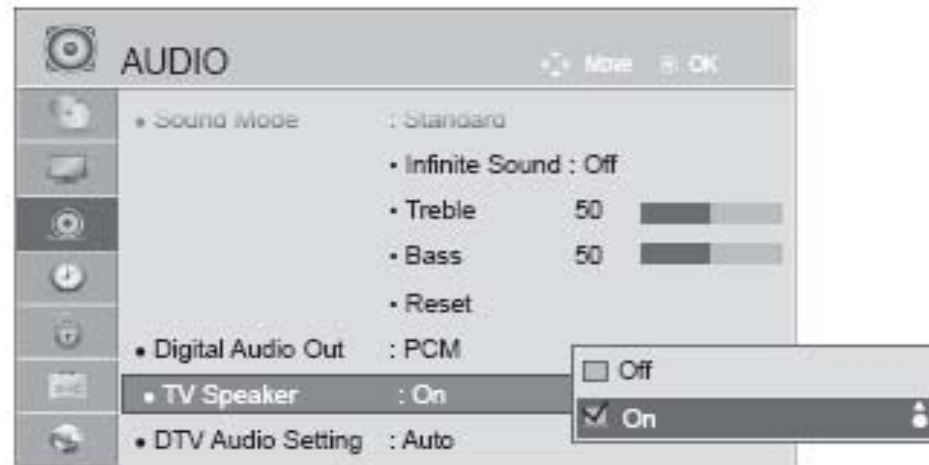 AUDIO
Move OK
• Sound Mode : Standard
• Infinite Sound : Off
• Treble 50
• Bass 50
• Reset
• Digital Audio Out : PCM
• TV Speaker : On
• DTV Audio Setting : Auto
Off
On